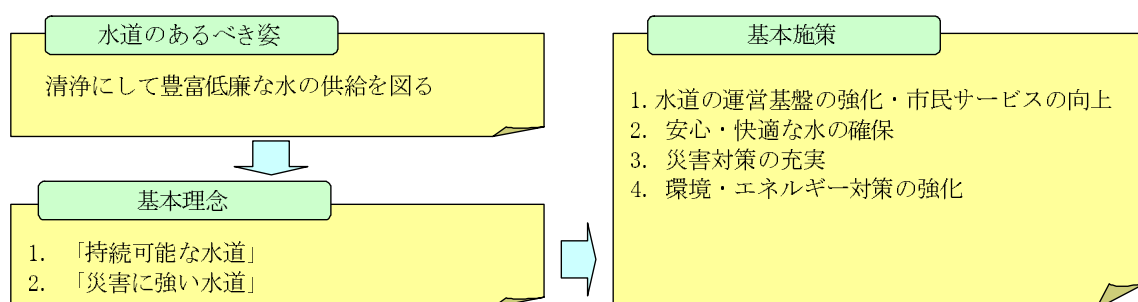 水道のあるべき姿
清浄にして豊富低廉な水の供給を図る
基本理念
1. 「持続可能な水道」
2. 「災害に強い水道」
基本施策
1. 水道の運営基盤の強化・市民サービスの向上
2. 安心・快適な水の確保
3. 災害対策の充実
4. 環境・エネルギー対策の強化